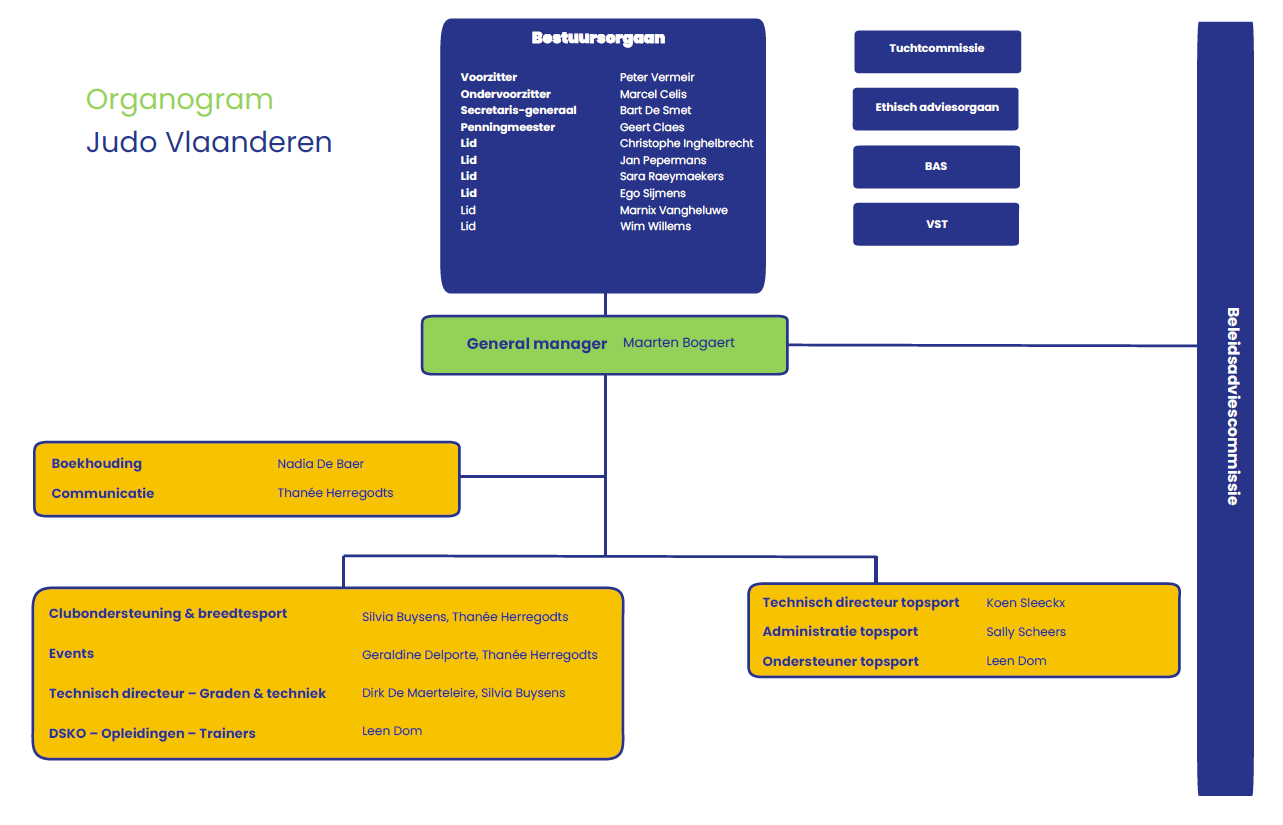 Organogram
Judo Vlaanderen
Bestuursorgaan
Voorzitter Peter Vermeir
Ondervoorzitter Marcel Celis
Secretaris-generaal Bart De Smet
Penningmeester Geert Claes
Lid Christophe Inghelbrecht
Lid Jan Pepermans
Lid Sara Raeymaekers
Lid Ego Sijmens
Lid Marnix Vangheluwe
Lid Wim Willems
Tuchtcommissie
Ethisch adviesorgaan
BAS
VST
Beleidsadviescommissie
General manager Maarten Bogaert
Boekhouding Nadia De Baer
Communicatie Thanée Herregodts
Clubondersteuning & breedtesport Silvia Buysens, Thanée Herregodts
Events Geraldine Delporte, Thanée Herregodts
Technisch directeur – Graden & techniek Dirk De Maerteleire, Silvia Buysens
DSKO – Opleidingen – Trainers Leen Dom
Technisch directeur topsport Koen Sleeckx
Administratie topsport Sally Scheers
Ondersteuner topsport Leen Dom